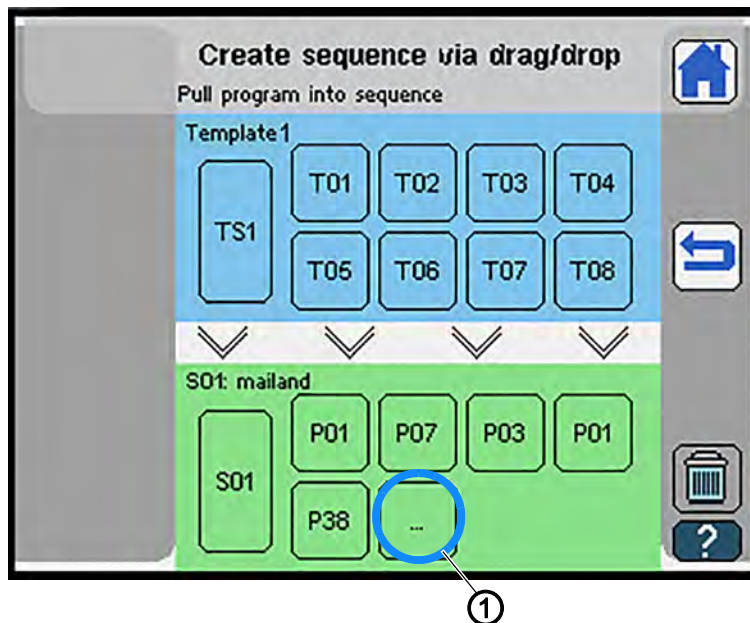 Create sequence via drag/drop
Pull program into sequence
Template 1
TS1
T01 T02 T03 T04
T05 T06 T07 T08
S01: mailand
S01
P01 P07 P03 P01
P38 ...
?
1